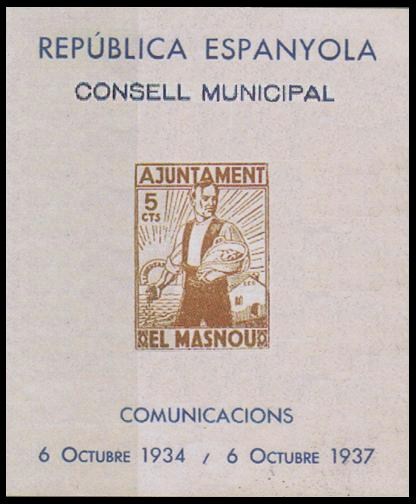 REPÚBLICA ESPANYOLA
CONSELL MUNICIPAL
AJUNTAMENT
5
CTS
EL MASNOU
COMUNICACIONS
6 OCTUBRE 1934 / 6 OCTUBRE 1937